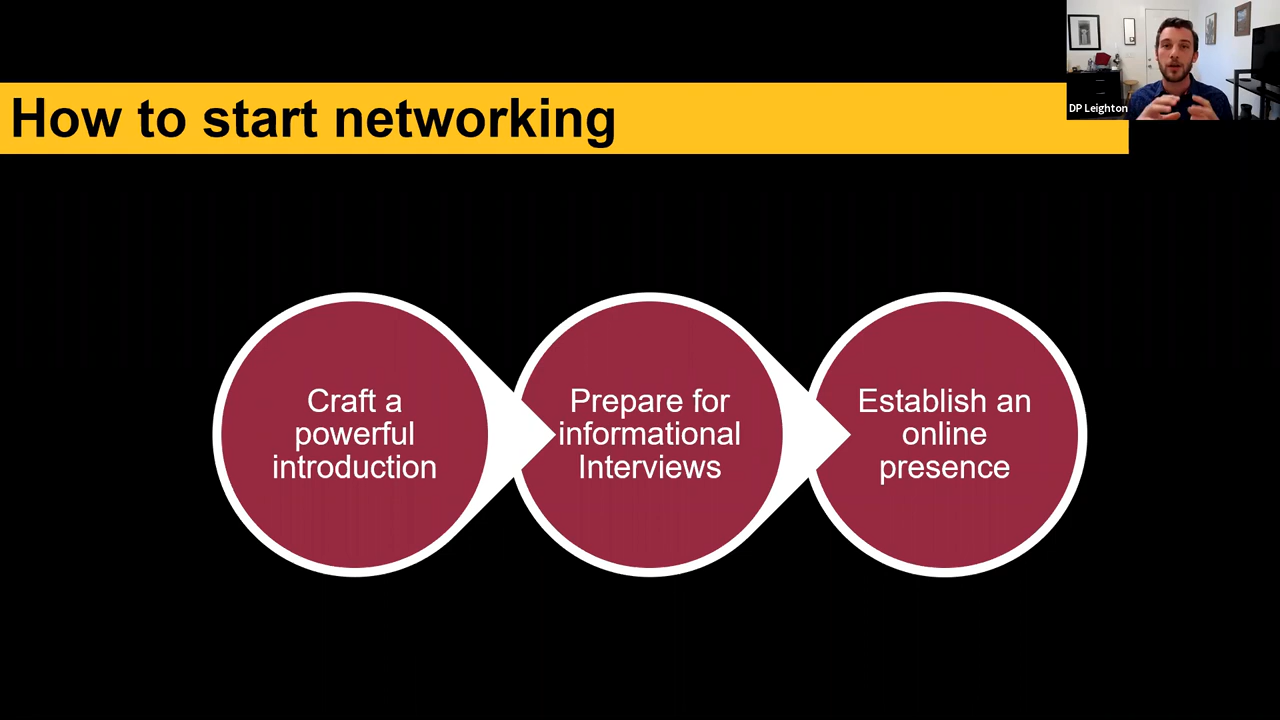 How to start networking
DP Leighton
Craft a
powerful
introduction
Prepare for
informational
Interviews
Establish an
online
presence